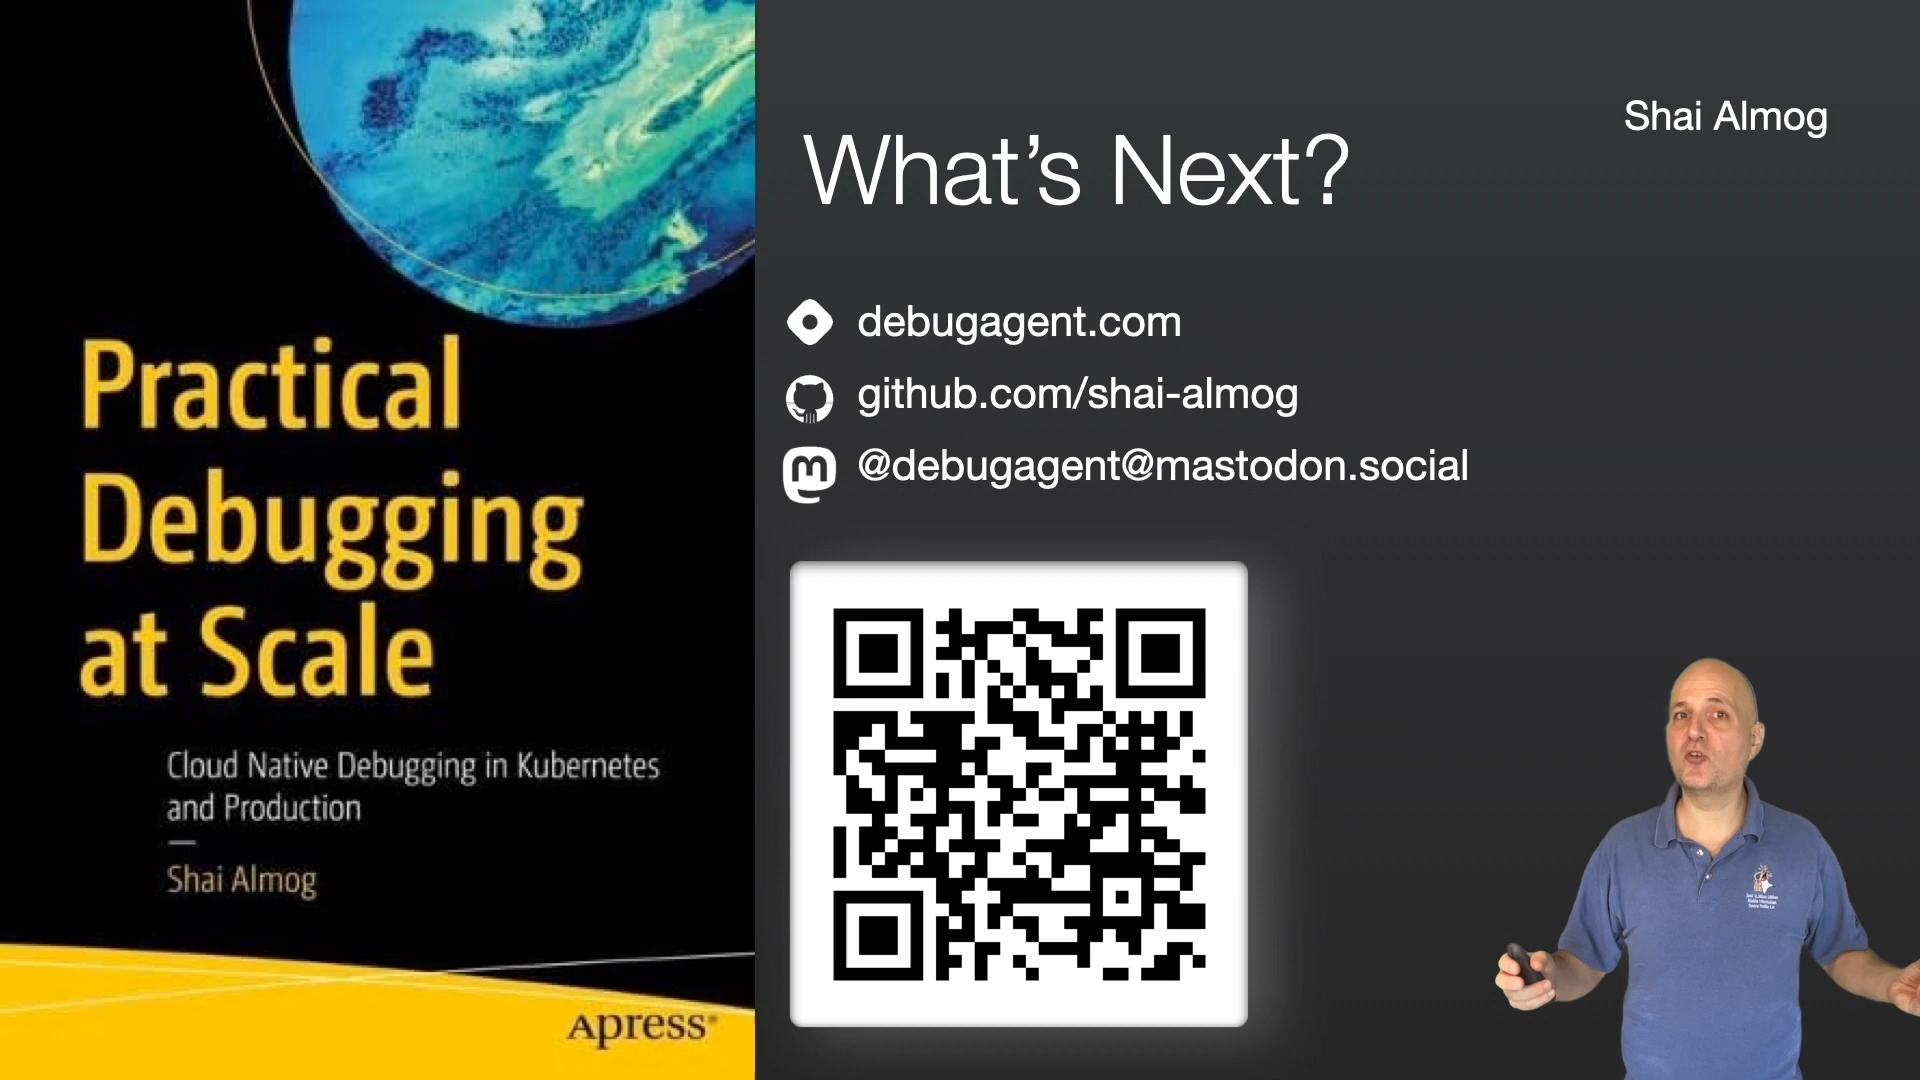 Practical
Debugging
at Scale
Cloud Native Debugging in Kubernetes
and Production
Shai Almog
Apress®
Shai Almog
What's Next?
debugagent.com
github.com/shai-almog
@debugagent@mastodon.social